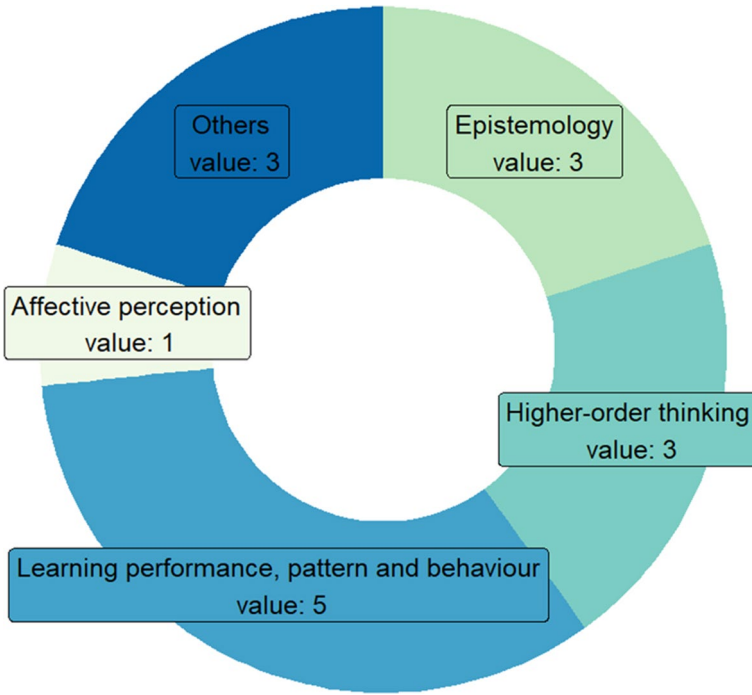 Others
value: 3
Epistemology
value: 3
Affective perception
value: 1
Higher-order thinking
value: 3
Learning performance, pattern and behaviour
value: 5